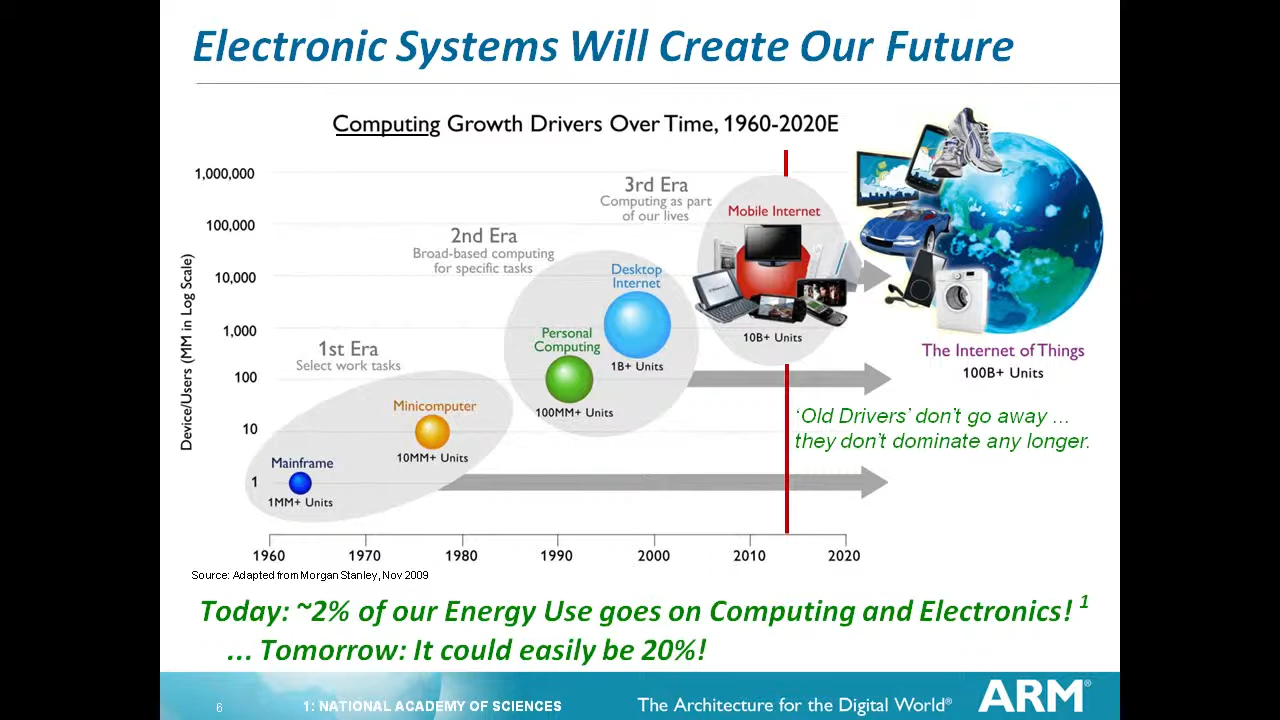 Electronic Systems Will Create Our Future
Computing Growth Drivers Over Time, 1960-2020E
Device/Users (MM in Log Scale)
1,000,000
100,000
10,000
1,000
100
10
1
3rd Era
Computing as part
of our lives
Mobile Internet
10B+ Units
2nd Era
Broad-based computing
for specific tasks
Desktop
Internet
1B+ Units
Personal
Computing
100MM+ Units
1st Era
Select work tasks
Minicomputer
10MM+ Units
Mainframe
1MM+ Units
The Internet of Things
100B+ Units
‘Old Drivers’ don’t go away ...
they don’t dominate any longer.
1960 1970 1980 1990 2000 2010 2020
Source: Adapted from Morgan Stanley, Nov 2009
Today: ~2% of our Energy Use goes on Computing and Electronics! 1
... Tomorrow: It could easily be 20%!
6
1: NATIONAL ACADEMY OF SCIENCES
The Architecture for the Digital World®
ARM®